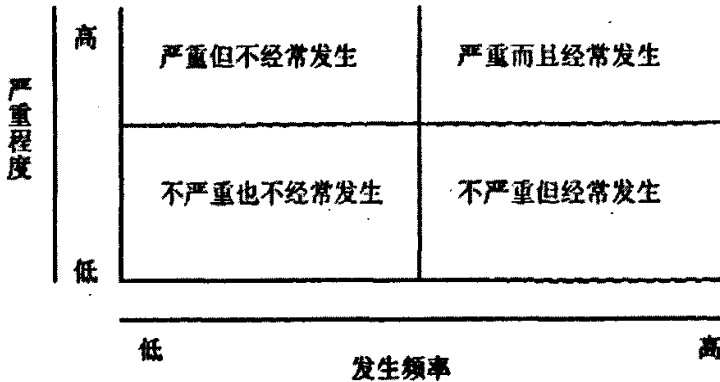 高
严重但不经常发生
严重而且经常发生
严重程度
不严重也不经常发生
不严重但经常发生
低
低
高
发生频率